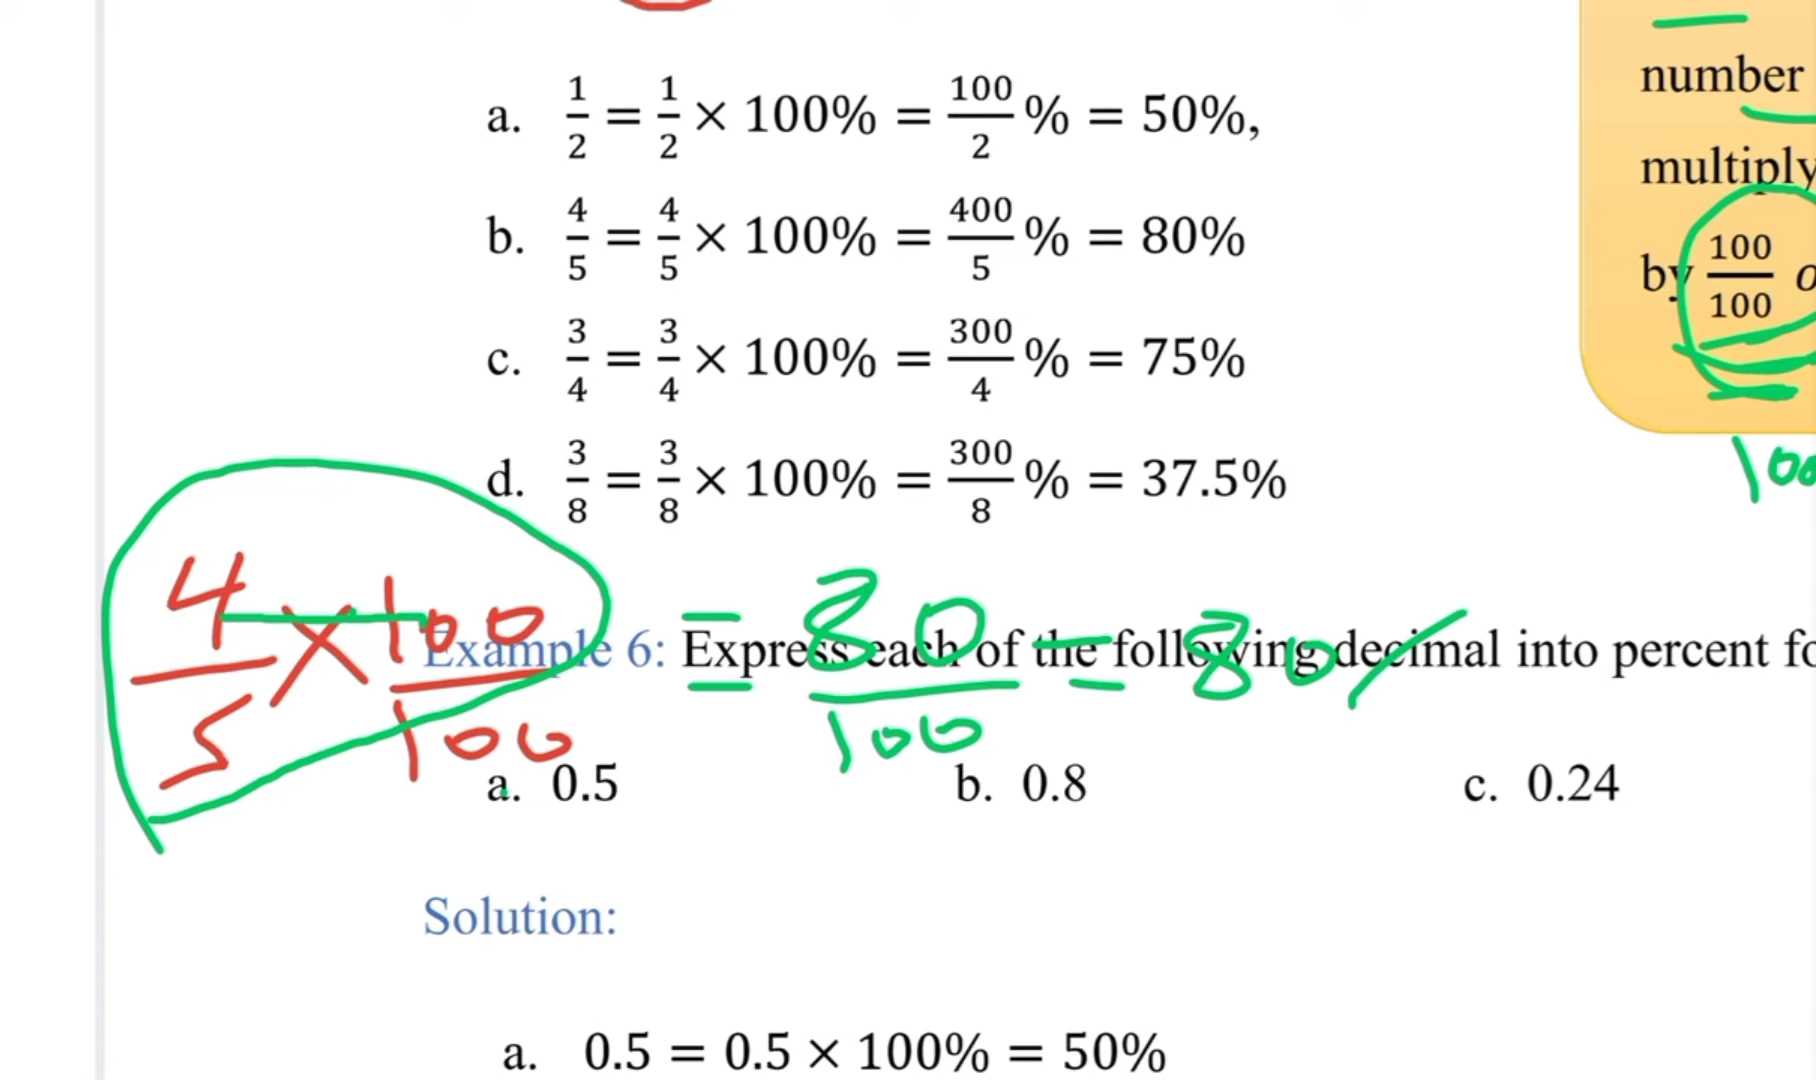 a. 1/2 = 1/2 × 100% = 100/2 % = 50%,
b. 4/5 = 4/5 × 100% = 400/5 % = 80%
c. 3/4 = 3/4 × 100% = 300/4 % = 75%
d. 3/8 = 3/8 × 100% = 300/8 % = 37.5%
number
multiply
by 100/100 o
100
4/5 × 100/100 = 80/100 = 80%
Example 6: Express each of the following decimal into percent fo
a. 0.5 b. 0.8 c. 0.24
Solution:
a. 0.5 = 0.5 × 100% = 50%